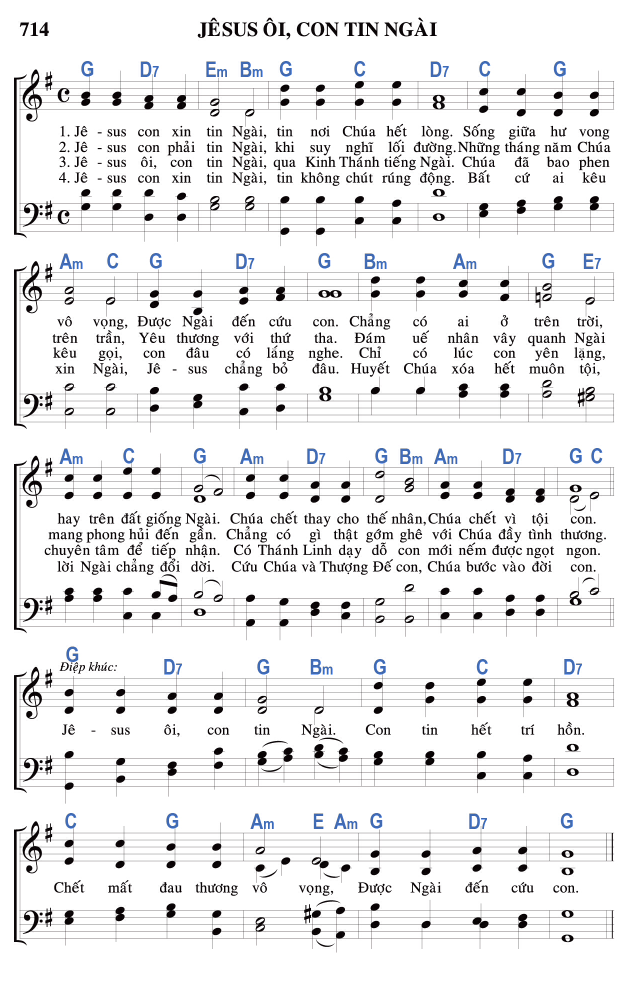 714 JÊSUS ÔI, CON TIN NGÀI
G D7 Em Bm G C D7 C G
1. Jê - sus con xin tin Ngài, tin nơi Chúa hết lòng. Sống giữa hư vong
2. Jê - sus con phải tin Ngài, khi suy nghĩ lối đường. Những tháng năm Chúa
3. Jê - sus ôi, con tin Ngài, qua Kinh Thánh tiếng Ngài. Chúa đã bao phen
4. Jê - sus con xin tin Ngài, tin không chút rúng động. Bất cứ ai kêu
Am C G D7 G Bm Am G E7
vô vọng, Được Ngài đến cứu con. Chẳng có ai ở trên trời,
trên trần, Yêu thương với thứ tha. Đám uế nhân vây quanh Ngài
kêu gọi, con đâu có lắng nghe. Chỉ có lúc con yên lặng,
xin Ngài, Jê - sus chẳng bỏ đâu. Huyết Chúa xóa hết muôn tội,
Am C G Am D7 G Bm Am D7 G C
hay trên đất giống Ngài. Chúa chết thay cho thế nhân, Chúa chết vì tội con.
mang phong hủi đến gần. Chẳng có gì thật gớm ghê với Chúa đầy tình thương.
chuyên tâm để tiếp nhận. Có Thánh Linh dạy dỗ con mới nếm được ngọt ngon.
lời Ngài chẳng đổi dời. Cứu Chúa và Thượng Đế con, Chúa bước vào đời con.
G D7 G Bm G C D7
Điệp khúc:
Jê - sus ôi, con tin Ngài. Con tin hết trí hồn.
C G Am E Am G D7 G
Chết mất đau thương vô vọng, Được Ngài đến cứu con.